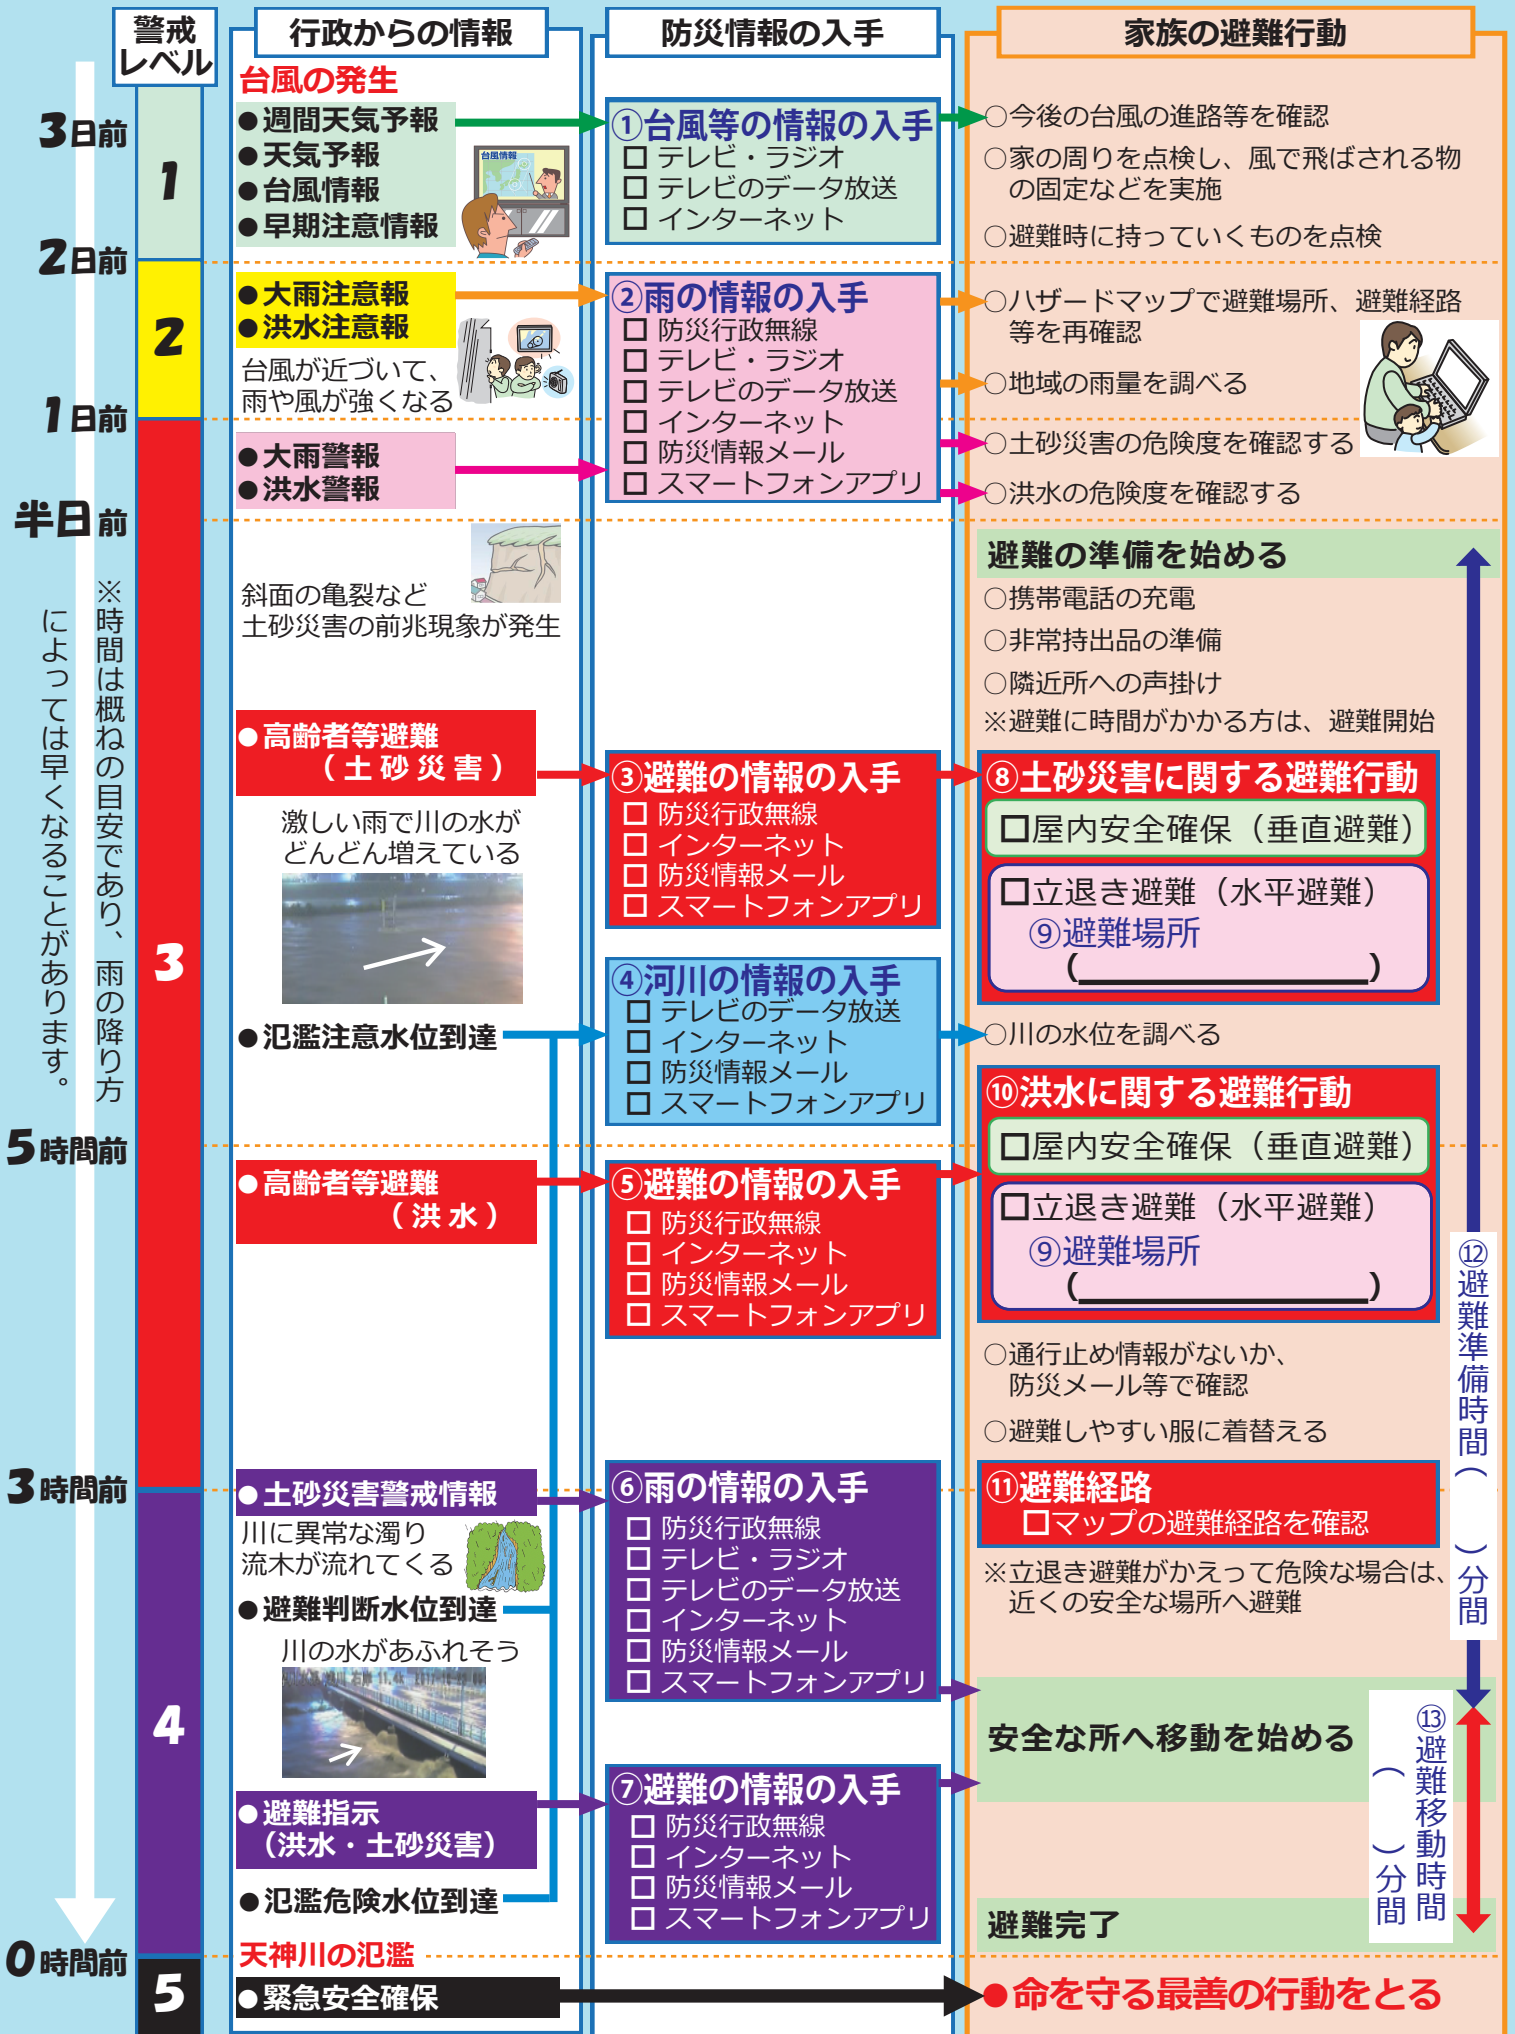 警戒
レベル
行政からの情報
防災情報の入手
家族の避難行動
3日前
2日前
1日前
半日前
5時間前
3時間前
0時間前
※時間は概ねの目安であり、雨の降り方
によっては早くなることがあります。
1
2
3
4
5
台風の発生
●週間天気予報
●天気予報
●台風情報
●早期注意情報
台風情報
①台風等の情報の入手
□ テレビ・ラジオ
□ テレビのデータ放送
□ インターネット
○今後の台風の進路等を確認
○家の周りを点検し、風で飛ばされる物
の固定などを実施
○避難時に持っていくものを点検
●大雨注意報
●洪水注意報
台風が近づいて、
雨や風が強くなる
●大雨警報
●洪水警報
②雨の情報の入手
□ 防災行政無線
□ テレビ・ラジオ
□ テレビのデータ放送
□ インターネット
□ 防災情報メール
□ スマートフォンアプリ
○ハザードマップで避難場所、避難経路
等を再確認
○地域の雨量を調べる
○土砂災害の危険度を確認する
○洪水の危険度を確認する
斜面の亀裂など
土砂災害の前兆現象が発生
避難の準備を始める
○携帯電話の充電
○非常持出品の準備
○隣近所への声掛け
※避難に時間がかかる方は、避難開始
●高齢者等避難
（土砂災害）
激しい雨で川の水が
どんどん増えている
③避難の情報の入手
□ 防災行政無線
□ インターネット
□ 防災情報メール
□ スマートフォンアプリ
⑧土砂災害に関する避難行動
□屋内安全確保（垂直避難）
□立退き避難（水平避難）
⑨避難場所
（　　　　）
●氾濫注意水位到達
④河川の情報の入手
□ テレビのデータ放送
□ インターネット
□ 防災情報メール
□ スマートフォンアプリ
○川の水位を調べる
●高齢者等避難
（洪水）
⑤避難の情報の入手
□ 防災行政無線
□ インターネット
□ 防災情報メール
□ スマートフォンアプリ
⑩洪水に関する避難行動
□屋内安全確保（垂直避難）
□立退き避難（水平避難）
⑨避難場所
（　　　　）
○通行止め情報がないか、
防災メール等で確認
○避難しやすい服に着替える
●土砂災害警戒情報
川に異常な濁り
流木が流れてくる
●避難判断水位到達
川の水があふれそう
⑥雨の情報の入手
□ 防災行政無線
□ テレビ・ラジオ
□ テレビのデータ放送
□ インターネット
□ 防災情報メール
□ スマートフォンアプリ
⑪避難経路
□マップの避難経路を確認
※立退き避難がかえって危険な場合は、
近くの安全な場所へ避難
⑫避難準備時間（　　）分間
安全な所へ移動を始める
⑬避難移動時間
（　　）分間
●避難指示
（洪水・土砂災害）
●氾濫危険水位到達
⑦避難の情報の入手
□ 防災行政無線
□ インターネット
□ 防災情報メール
□ スマートフォンアプリ
避難完了
天神川の氾濫
●緊急安全確保
●命を守る最善の行動をとる